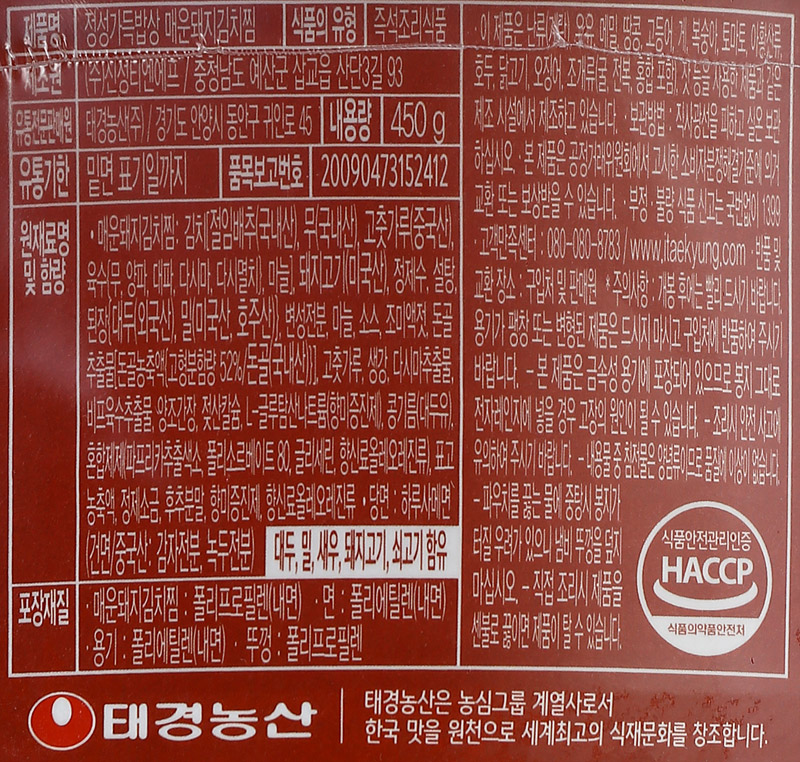 제품명 정성가득밥상 매운돼지김치찜 식품의 유형 즉석조리식품
제조원 (주)진성티엔에프 / 충청남도 예산군 삽교읍 산단3길 93
유통전문판매원 태경농산(주) / 경기도 안양시 동안구 귀인로 45 내용량 450 g
유통기한 밑면 표기일까지 품목보고번호 20090473152412
원재료명 및 함량
• 매운돼지김치찜: 김치[절임배추(국내산), 무(국내산), 고춧가루(중국산),
육수{무, 양파, 대파, 다시마, 다시멸치}, 마늘], 돼지고기(미국산), 정제수, 설탕,
된장{대두(외국산), 밀(미국산, 호주산)}, 변성전분, 마늘, 소스, 조미액젓, 돈골
추출물[돈골농축액{고형분함량 52%/돈골(국내산)}], 고춧가루, 생강, 다시마추출물,
비프육수추출물, 양조간장, 젖산칼슘, L-글루탐산나트륨(향미증진제), 콩기름(대두유),
혼합제제[파프리카추출색소, 폴리소르베이트 80, 글리세린, 향신료올레오레진류], 표고
농축액, 정제소금, 후추분말, 향미증진제, 향신료올레오레진류 • 당면 : 하루사메면
(건면/중국산: 감자전분, 녹두전분) 대두, 밀, 새우, 돼지고기, 쇠고기 함유
포장재질 · 매운돼지김치찜 : 폴리프로필렌(내면) · 면 : 폴리에틸렌(내면)
· 용기 : 폴리에틸렌(내면) · 뚜껑 : 폴리프로필렌
· 이 제품은 난류(계란), 우유, 메밀, 땅콩, 고등어, 게, 복숭아, 토마토, 아황산류,
호두, 닭고기, 오징어, 조개류(굴, 전복, 홍합 포함), 잣 등을 사용한 제품과 같은
제조 시설에서 제조하고 있습니다. · 보관방법 : 직사광선을 피하고 실온 보관
하십시오. · 본 제품은 공정거래위원회에서 고시한 소비자분쟁해결기준에 의거
교환 또는 보상받을 수 있습니다. · 부정·불량 식품 신고는 국번없이 1399
· 고객만족센터 : 080-080-8783 / www.itaekyung.com · 반품 및
교환 장소 : 구입처 및 판매원 * 주의사항 : 개봉 후에는 빨리 드시기 바랍니다.
용기가 팽창 또는 변형된 제품은 드시지 마시고 구입처에 반품하여 주시기
바랍니다. - 본 제품은 금속성 용기에 포장되어 있으므로 봉지 그대로
전자레인지에 넣을 경우 고장의 원인이 될 수 있습니다. - 조리시 안전 사고에
유의하여 주시기 바랍니다. - 내용물 중 침전물은 양념류이므로 품질에 이상이 없습니다.
- 파우치를 끓는 물에 중탕시 봉지가
터질 우려가 있으니 냄비 뚜껑을 덮지
마십시오. - 직접 조리시 제품을
센불로 끓이면 제품이 탈 수 있습니다.
식품안전관리인증
HACCP
식품의약품안전처
태경농산
태경농산은 농심그룹 계열사로서
한국 맛을 원천으로 세계최고의 식재문화를 창조합니다.